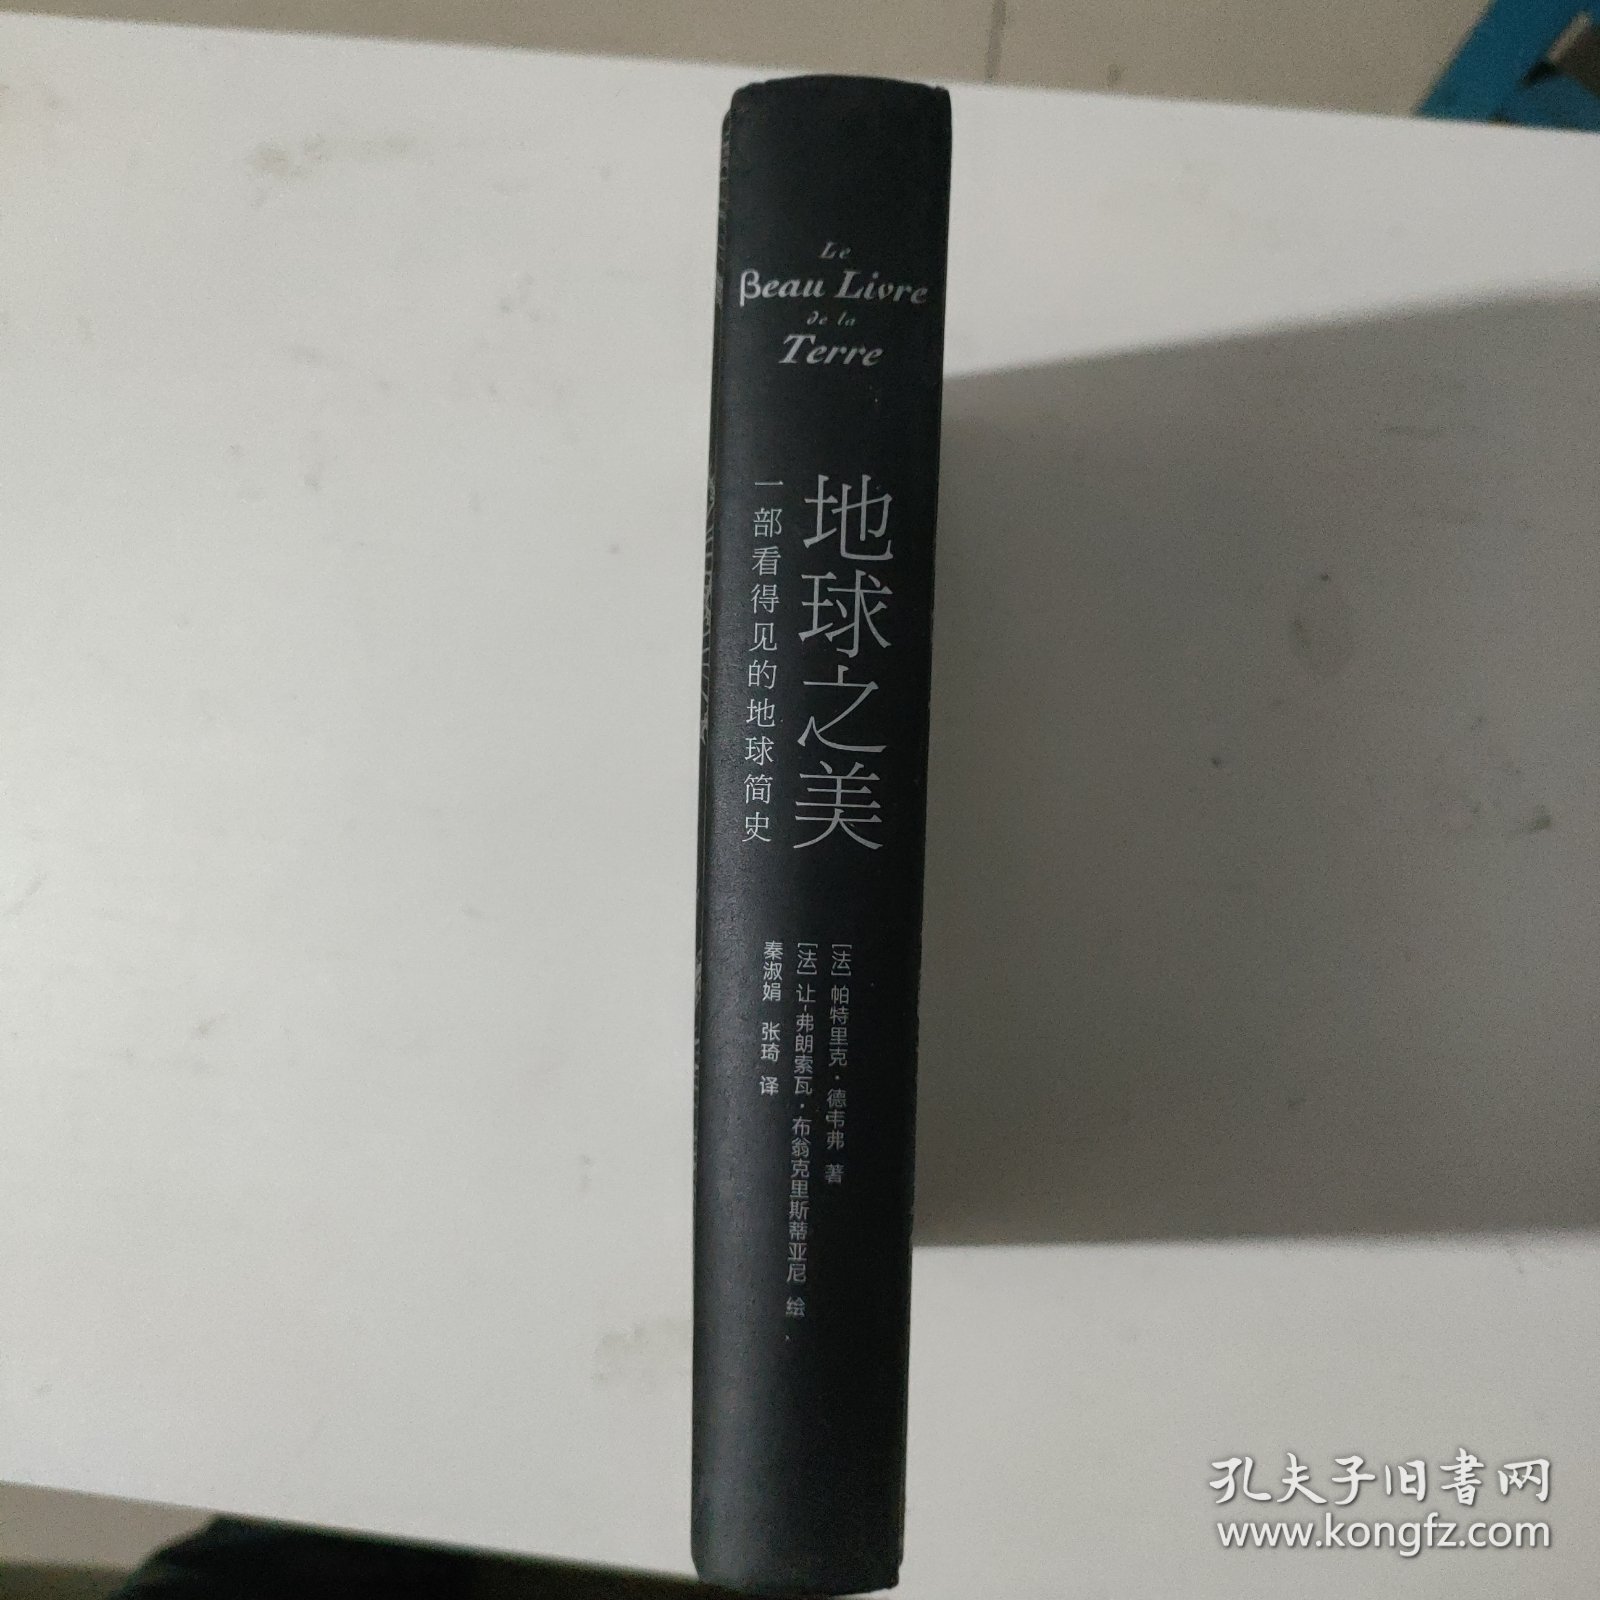 Le
Beau Livre
de la
Terre
地球之美
一部看得见的地球简史
[法] 帕特里克·德韦弗 著
[法] 让-弗朗索瓦·布翁克里斯蒂亚尼 绘
秦淑娟 张琦 译
孔夫子旧书网
www.kongfz.com